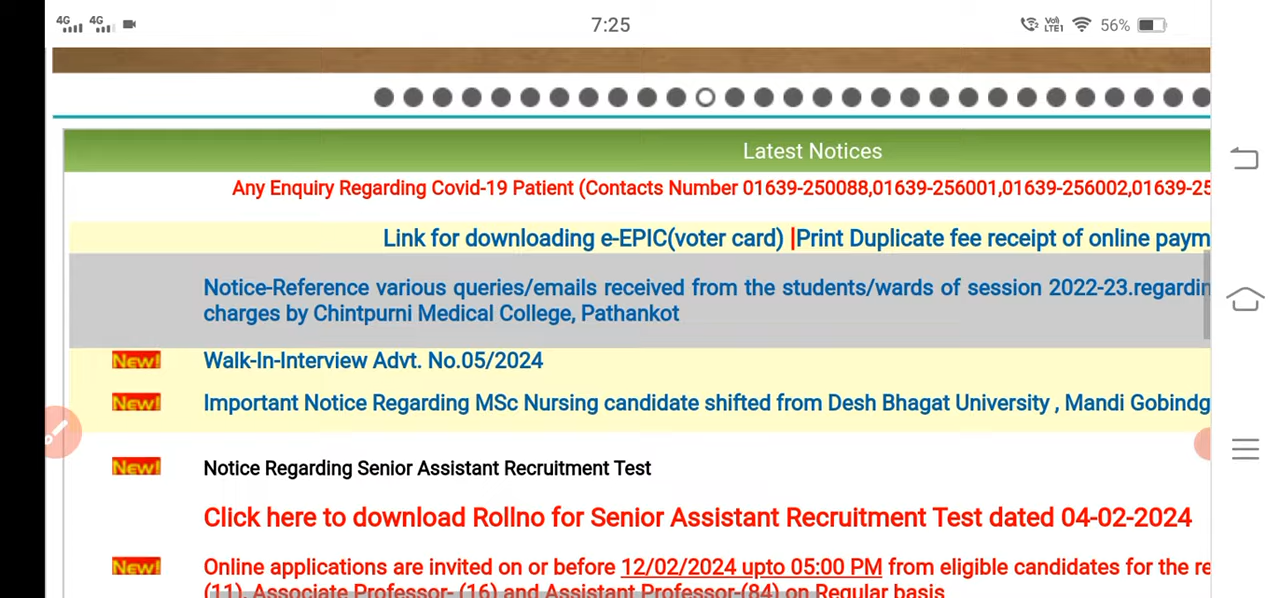 4G 4G 7:25 Vo) LTE1 56%
Latest Notices
Any Enquiry Regarding Covid-19 Patient (Contacts Number 01639-250088,01639-256001,01639-256002,01639-25
Link for downloading e-EPIC(voter card) |Print Duplicate fee receipt of online paym
Notice-Reference various queries/emails received from the students/wards of session 2022-23.regardin
charges by Chintpurni Medical College, Pathankot
New! Walk-In-Interview Advt. No.05/2024
New! Important Notice Regarding MSc Nursing candidate shifted from Desh Bhagat University , Mandi Gobindg
New! Notice Regarding Senior Assistant Recruitment Test
Click here to download Rollno for Senior Assistant Recruitment Test dated 04-02-2024
New! Online applications are invited on or before 12/02/2024 upto 05:00 PM from eligible candidates for the re
(11), Associate Professor- (16) and Assistant Professor-(84) on Regular basis